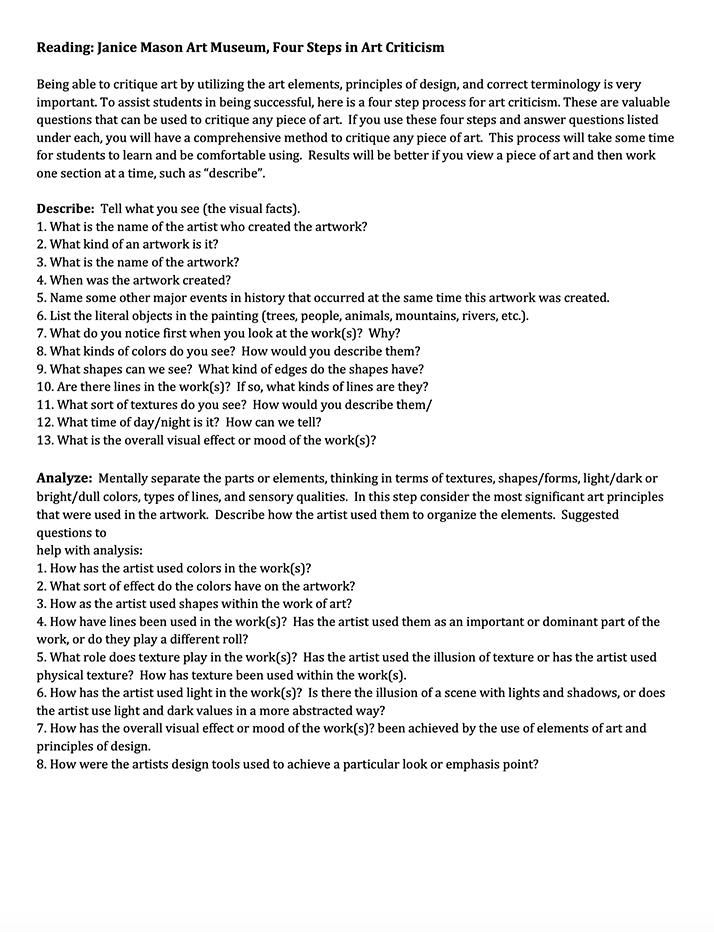 Reading: Janice Mason Art Museum, Four Steps in Art Criticism
Being able to critique art by utilizing the art elements, principles of design, and correct terminology is very
important. To assist students in being successful, here is a four step process for art criticism. These are valuable
questions that can be used to critique any piece of art.  If you use these four steps and answer questions listed
under each, you will have a comprehensive method to critique any piece of art.  This process will take some time
for students to learn and be comfortable using.  Results will be better if you view a piece of art and then work
one section at a time, such as “describe”.
Describe:  Tell what you see (the visual facts).
1. What is the name of the artist who created the artwork?
2. What kind of an artwork is it?
3. What is the name of the artwork?
4. When was the artwork created?
5. Name some other major events in history that occurred at the same time this artwork was created.
6. List the literal objects in the painting (trees, people, animals, mountains, rivers, etc.).
7. What do you notice first when you look at the work(s)?  Why?
8. What kinds of colors do you see?  How would you describe them?
9. What shapes can we see?  What kind of edges do the shapes have?
10. Are there lines in the work(s)?  If so, what kinds of lines are they?
11. What sort of textures do you see?  How would you describe them/
12. What time of day/night is it?  How can we tell?
13. What is the overall visual effect or mood of the work(s)?
Analyze:  Mentally separate the parts or elements, thinking in terms of textures, shapes/forms, light/dark or
bright/dull colors, types of lines, and sensory qualities.  In this step consider the most significant art principles
that were used in the artwork.  Describe how the artist used them to organize the elements.  Suggested
questions to
help with analysis:
1. How has the artist used colors in the work(s)?
2. What sort of effect do the colors have on the artwork?
3. How as the artist used shapes within the work of art?
4. How have lines been used in the work(s)?  Has the artist used them as an important or dominant part of the
work, or do they play a different roll?
5. What role does texture play in the work(s)?  Has the artist used the illusion of texture or has the artist used
physical texture?  How has texture been used within the work(s).
6. How has the artist used light in the work(s)?  Is there the illusion of a scene with lights and shadows, or does
the artist use light and dark values in a more abstracted way?
7. How has the overall visual effect or mood of the work(s)? been achieved by the use of elements of art and
principles of design.
8. How were the artists design tools used to achieve a particular look or emphasis point?